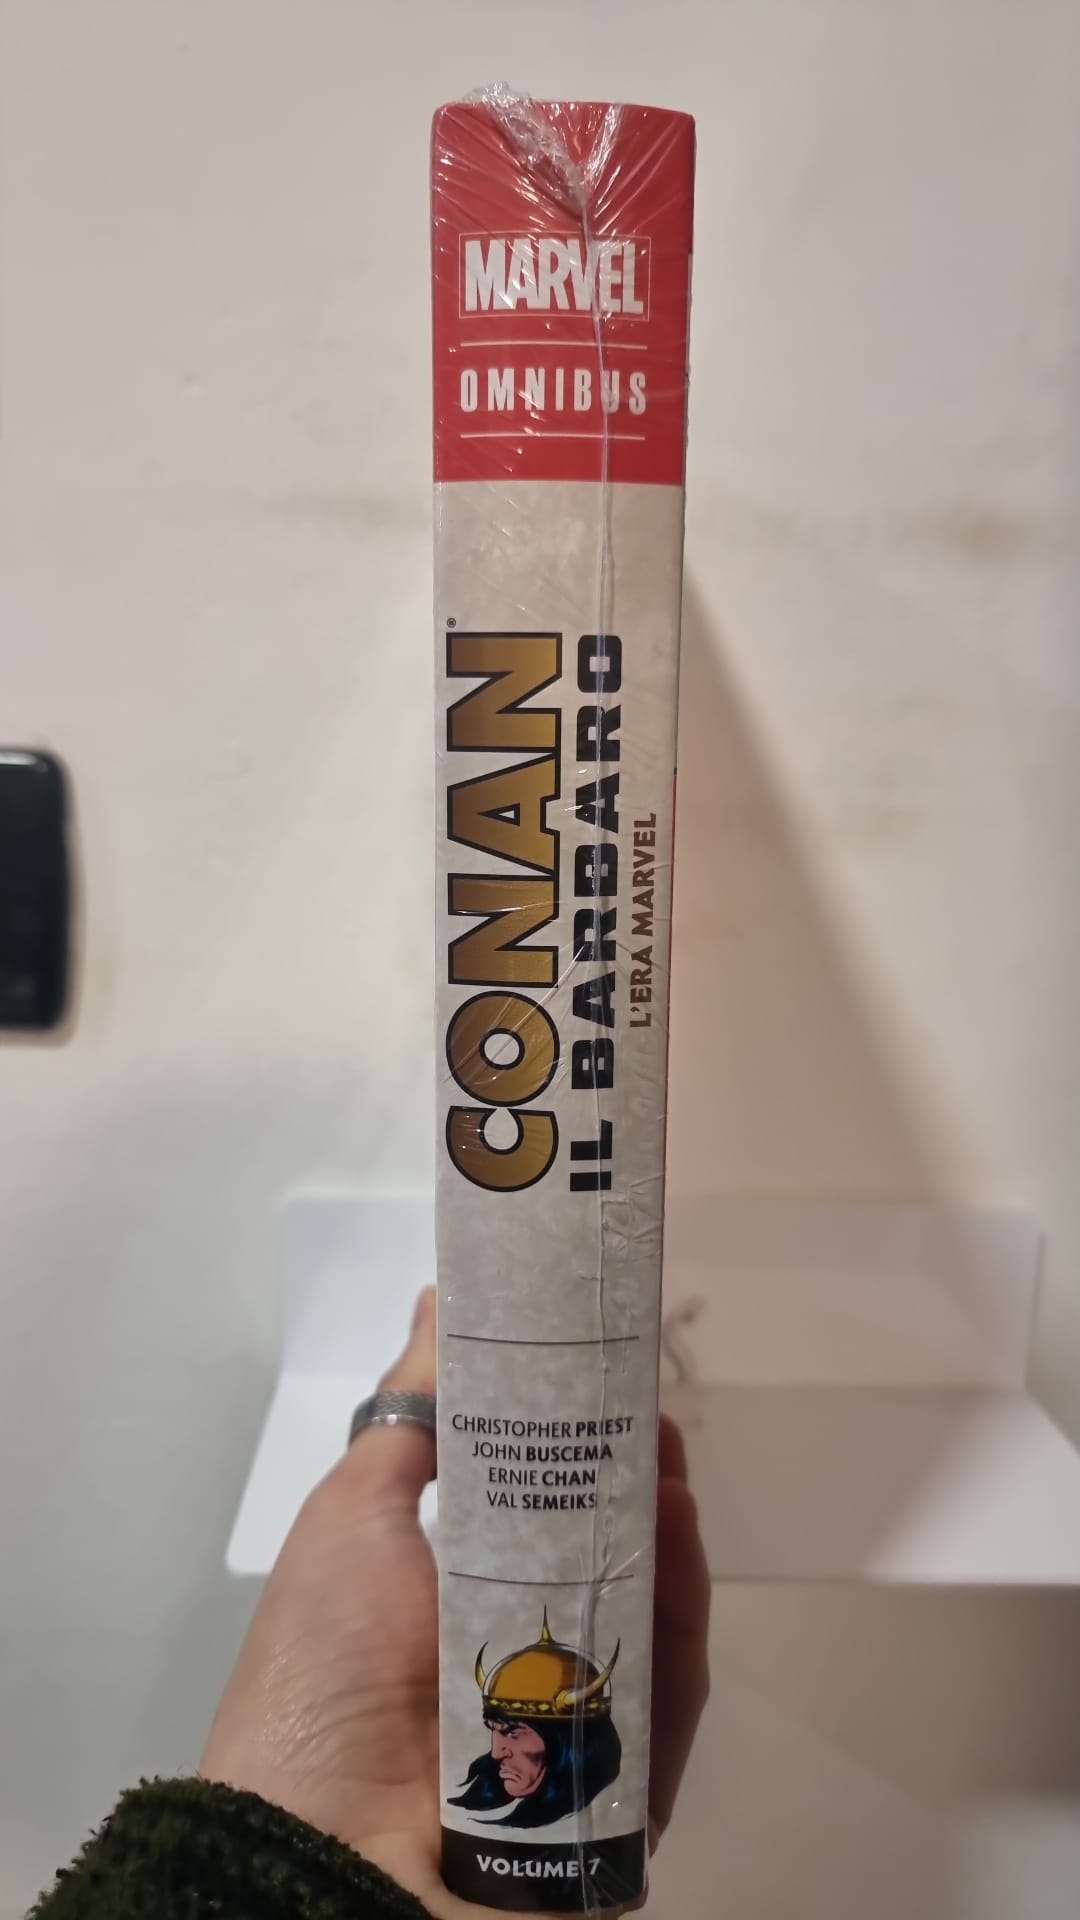 MARVEL
OMNIBUS
CONAN®
IL BARBARO
L'ERA MARVEL
CHRISTOPHER PRIEST
JOHN BUSCEMA
ERNIE CHAN
VAL SEMEIKS
VOLUME 7